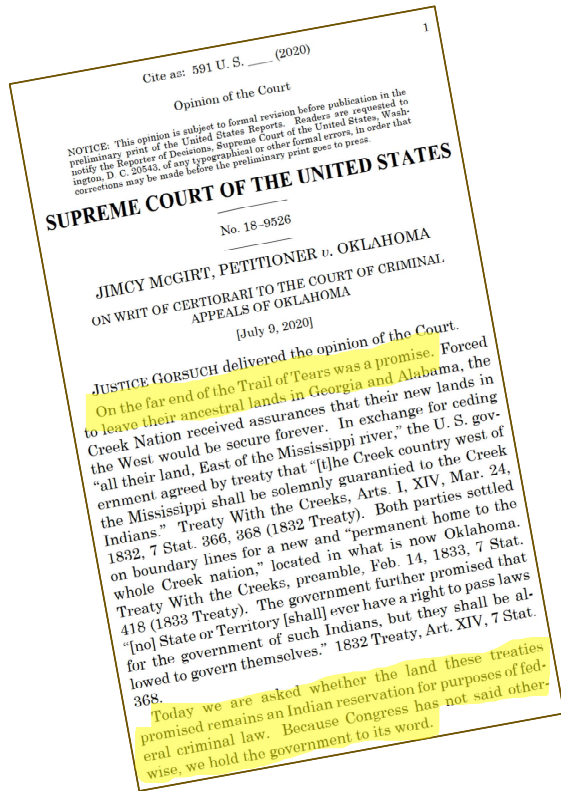 1
Cite as: 591 U. S. ____ (2020)
Opinion of the Court
NOTICE: This opinion is subject to formal revision before publication in the
preliminary print of the United States Reports. Readers are requested to
notify the Reporter of Decisions, Supreme Court of the United States, Wash-
ington, D. C. 20543, of any typographical or other formal errors, in order that
corrections may be made before the preliminary print goes to press.
SUPREME COURT OF THE UNITED STATES
No. 18–9526
JIMCY MCGIRT, PETITIONER v. OKLAHOMA
ON WRIT OF CERTIORARI TO THE COURT OF CRIMINAL
APPEALS OF OKLAHOMA
[July 9, 2020]
JUSTICE GORSUCH delivered the opinion of the Court.
On the far end of the Trail of Tears was a promise. Forced
to leave their ancestral lands in Georgia and Alabama, the
Creek Nation received assurances that their new lands in
the West would be secure forever. In exchange for ceding
“all their land, East of the Mississippi river,” the U. S. gov-
ernment agreed by treaty that “[t]he Creek country west of
the Mississippi shall be solemnly guarantied to the Creek
Indians.” Treaty With the Creeks, Arts. I, XIV, Mar. 24,
1832, 7 Stat. 366, 368 (1832 Treaty). Both parties settled
on boundary lines for a new and “permanent home to the
whole Creek nation,” located in what is now Oklahoma.
Treaty With the Creeks, preamble, Feb. 14, 1833, 7 Stat.
418 (1833 Treaty). The government further promised that
“[no] State or Territory [shall] ever have a right to pass laws
for the government of such Indians, but they shall be al-
lowed to govern themselves.” 1832 Treaty, Art. XIV, 7 Stat.
368.
Today we are asked whether the land these treaties
promised remains an Indian reservation for purposes of fed-
eral criminal law. Because Congress has not said other-
wise, we hold the government to its word.